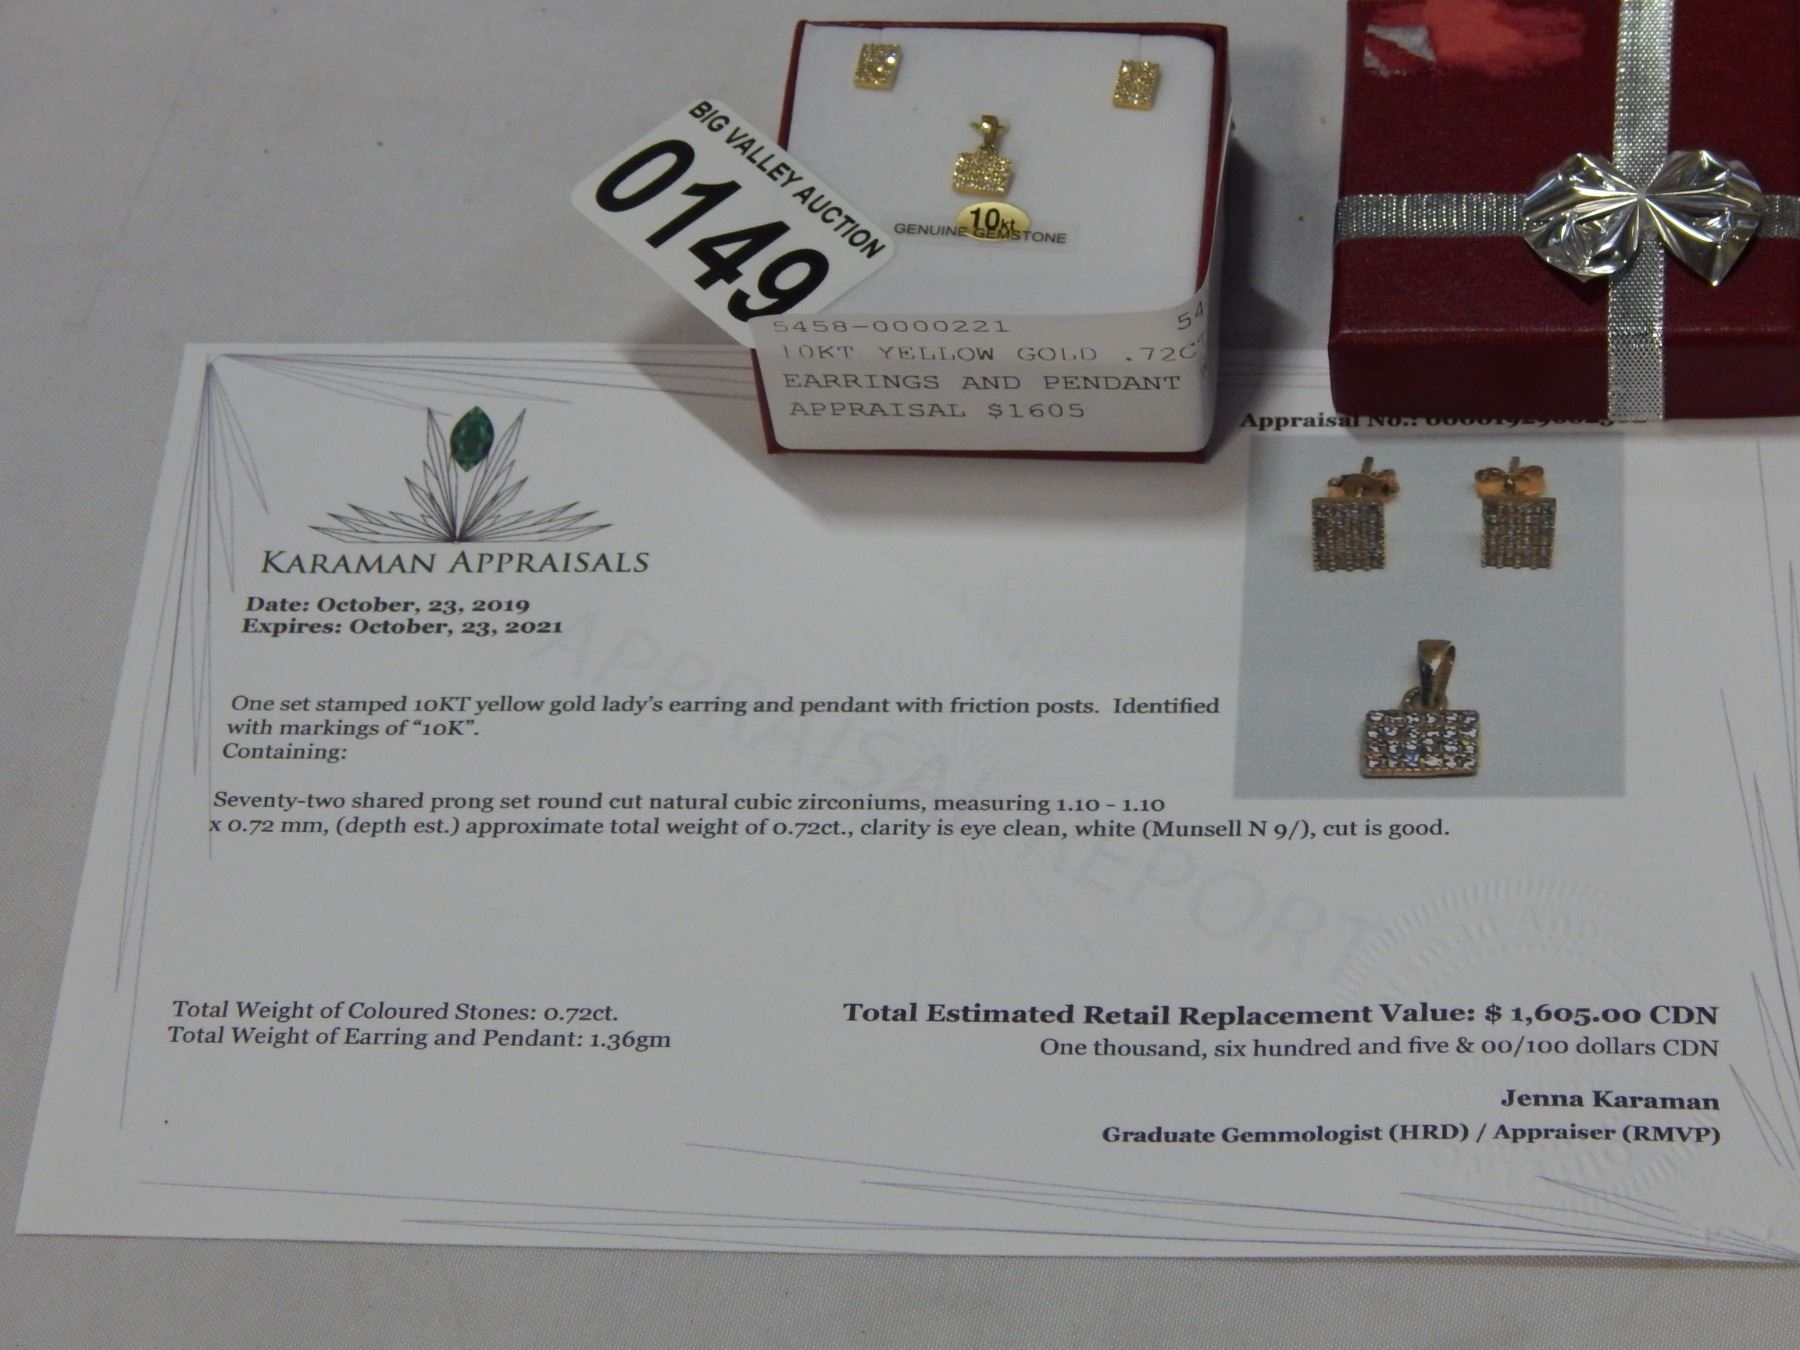 BIG VALLEY AUCTION
0149
10kt
GENUINE GEMSTONE
5458-0000221 54
10KT YELLOW GOLD .72C
EARRINGS AND PENDANT
APPRAISAL $1605
Appraisal No.:
KARAMAN APPRAISALS
Date: October, 23, 2019
Expires: October, 23, 2021
One set stamped 10KT yellow gold lady's earring and pendant with friction posts. Identified
with markings of "10K".
Containing:
Seventy-two shared prong set round cut natural cubic zirconiums, measuring 1.10 - 1.10
x 0.72 mm, (depth est.) approximate total weight of 0.72ct., clarity is eye clean, white (Munsell N 9/), cut is good.
APPRAISAL REPORT
Total Weight of Coloured Stones: 0.72ct.
Total Weight of Earring and Pendant: 1.36gm
Total Estimated Retail Replacement Value: $ 1,605.00 CDN
One thousand, six hundred and five & 00/100 dollars CDN
Jenna Karaman
Graduate Gemmologist (HRD) / Appraiser (RMVP)